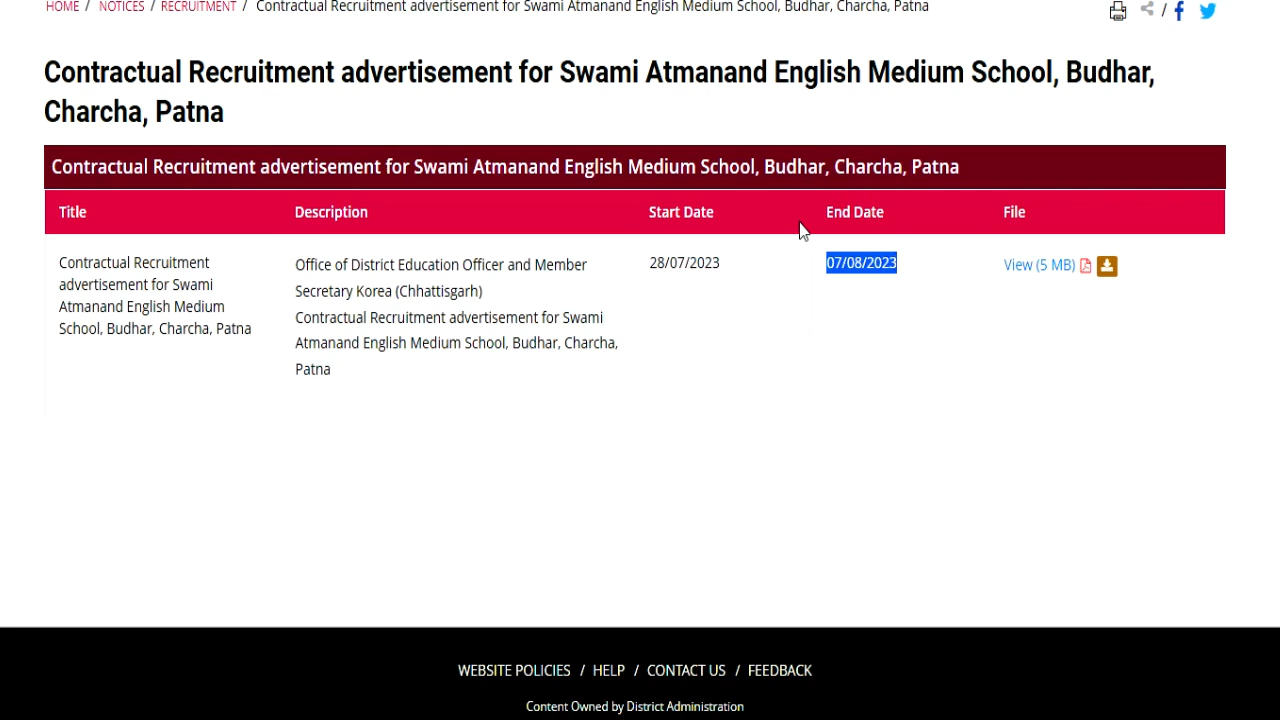 HOME / NOTICES / RECRUITMENT / Contractual Recruitment advertisement for Swami Atmanand English Medium School, Budhar, Charcha, Patna
Contractual Recruitment advertisement for Swami Atmanand English Medium School, Budhar,
Charcha, Patna
Contractual Recruitment advertisement for Swami Atmanand English Medium School, Budhar, Charcha, Patna
Title Description Start Date End Date File
Contractual Recruitment
advertisement for Swami
Atmanand English Medium
School, Budhar, Charcha, Patna
Office of District Education Officer and Member
Secretary Korea (Chhattisgarh)
Contractual Recruitment advertisement for Swami
Atmanand English Medium School, Budhar, Charcha,
Patna
28/07/2023
07/08/2023
View (5 MB)
WEBSITE POLICIES / HELP / CONTACT US / FEEDBACK
Content Owned by District Administration